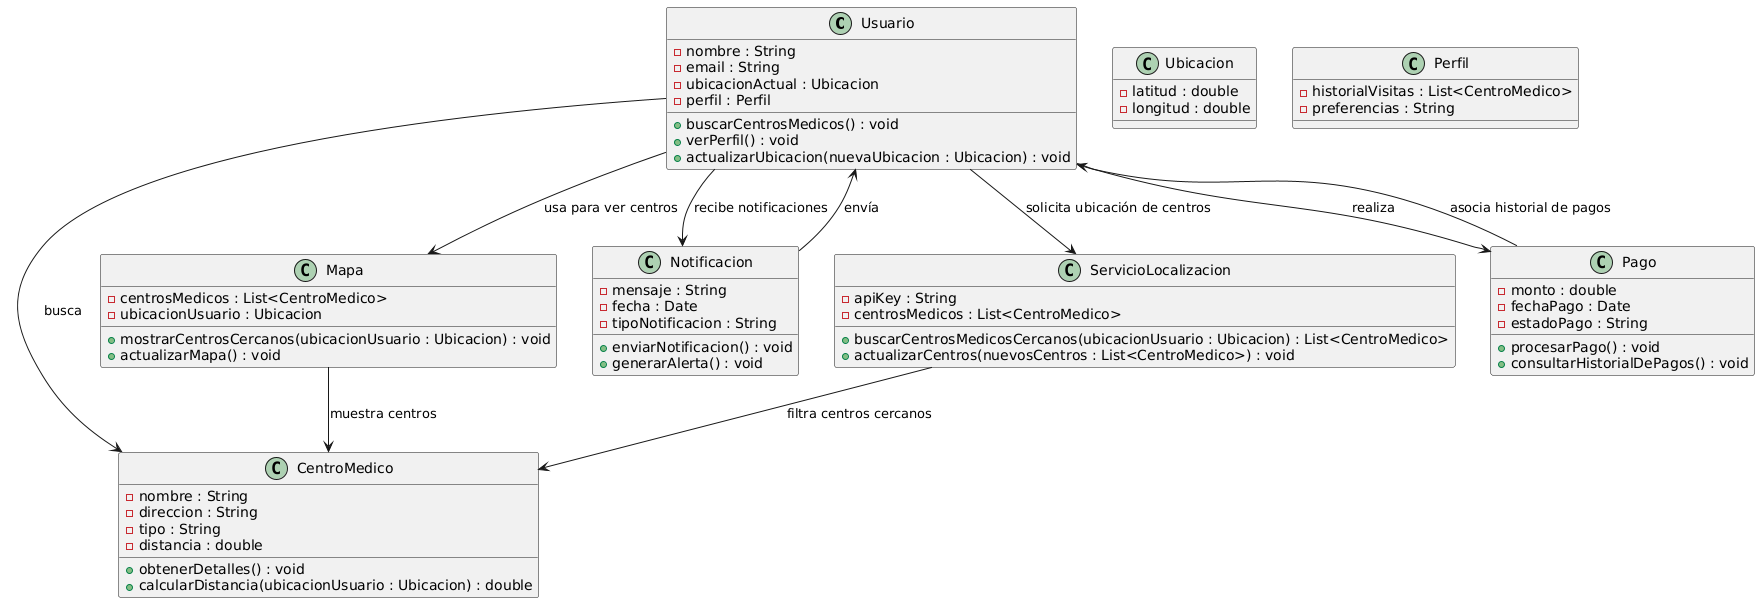 C Usuario
nombre : String
email : String
ubicacionActual : Ubicacion
perfil : Perfil
buscarCentrosMedicos() : void
verPerfil() : void
actualizarUbicacion(nuevaUbicacion : Ubicacion) : void
C Ubicacion
latitud : double
longitud : double
C Perfil
historialVisitas : List<CentroMedico>
preferencias : String
usa para ver centros
recibe notificaciones
envía
solicita ubicación de centros
realiza
asocia historial de pagos
busca
C Mapa
centrosMedicos : List<CentroMedico>
ubicacionUsuario : Ubicacion
mostrarCentrosCercanos(ubicacionUsuario : Ubicacion) : void
actualizarMapa() : void
C Notificacion
mensaje : String
fecha : Date
tipoNotificacion : String
enviarNotificacion() : void
generarAlerta() : void
C ServicioLocalizacion
apiKey : String
centrosMedicos : List<CentroMedico>
buscarCentrosMedicosCercanos(ubicacionUsuario : Ubicacion) : List<CentroMedico>
actualizarCentros(nuevosCentros : List<CentroMedico>) : void
C Pago
monto : double
fechaPago : Date
estadoPago : String
procesarPago() : void
consultarHistorialDePagos() : void
muestra centros
filtra centros cercanos
C CentroMedico
nombre : String
direccion : String
tipo : String
distancia : double
obtenerDetalles() : void
calcularDistancia(ubicacionUsuario : Ubicacion) : double